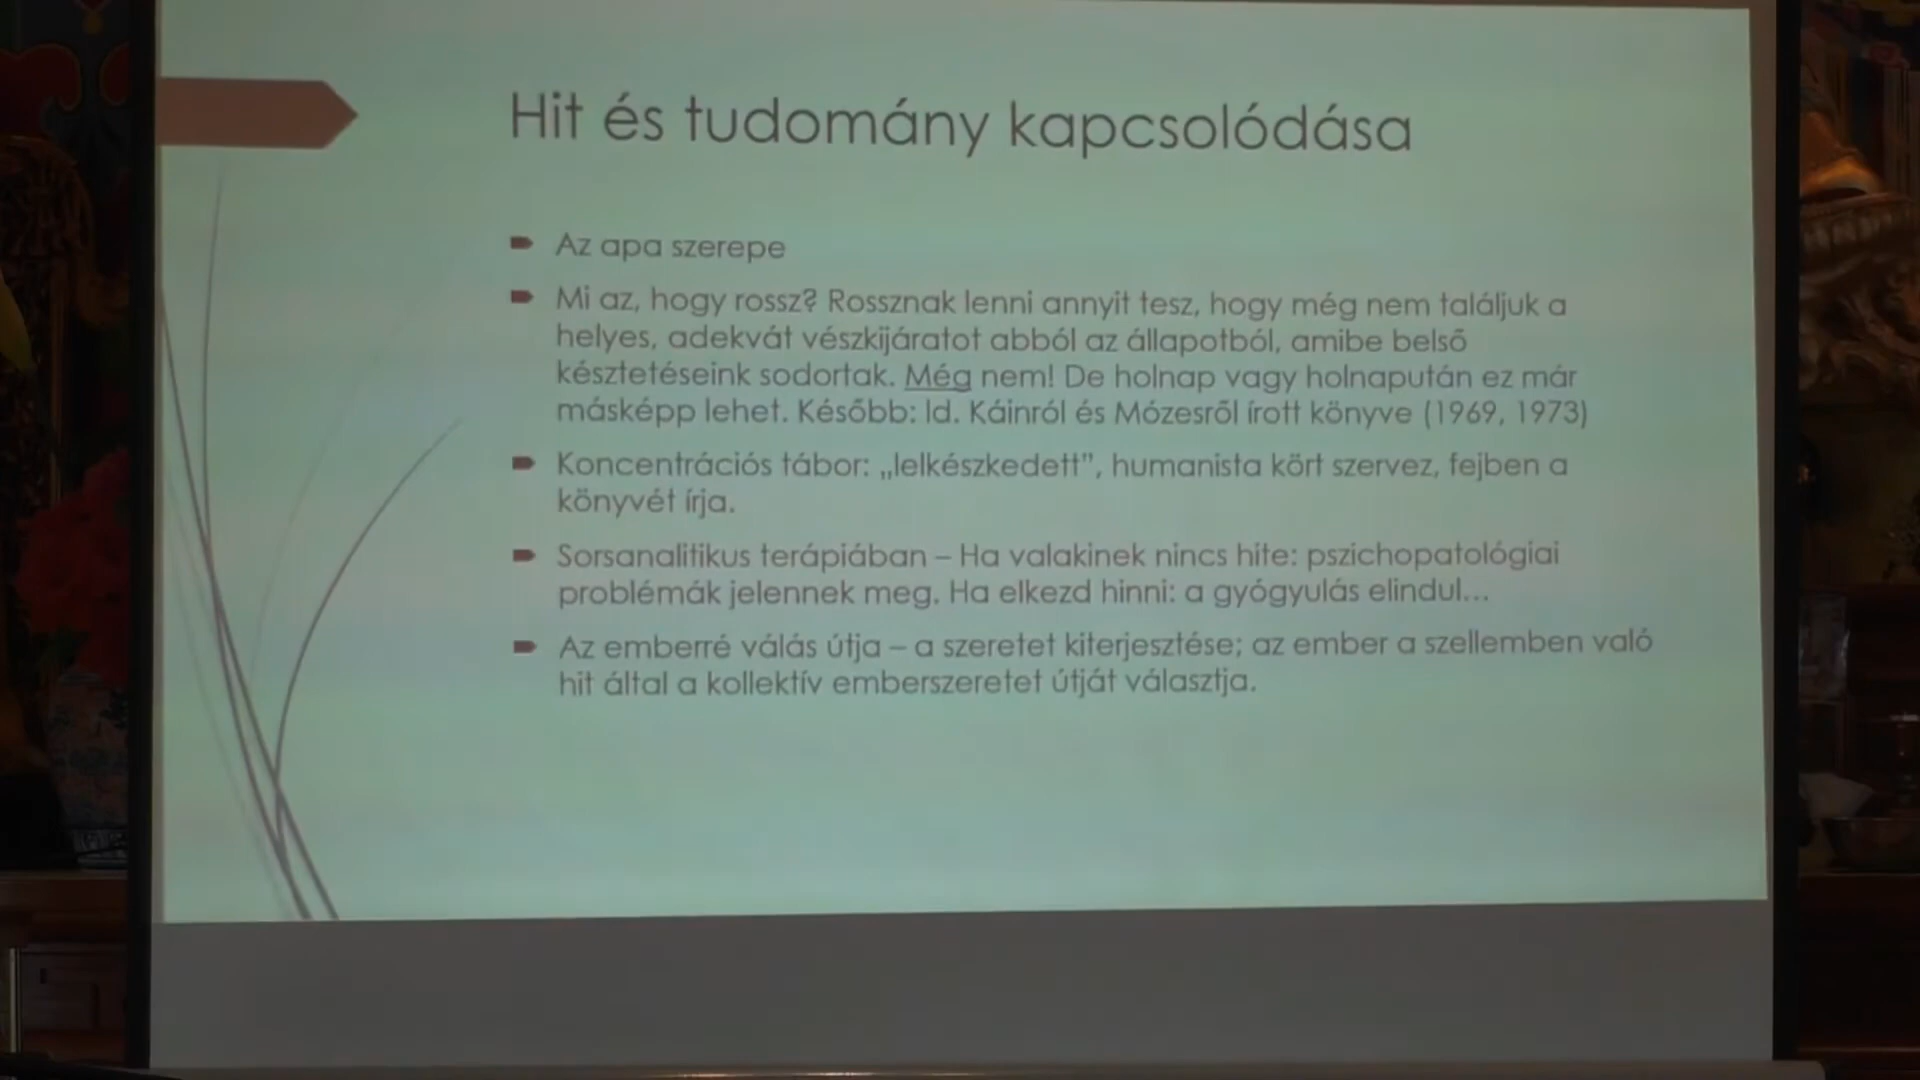 Hit és tudomány kapcsolódása
Az apa szerepe
Mi az, hogy rossz? Rossznak lenni annyit tesz, hogy még nem találjuk a
helyes, adekvát vészkijáratot abból az állapotból, amibe belső
késztetéseink sodortak. Még nem! De holnap vagy holnapután ez már
másképp lehet. Később: ld. Káinról és Mózesről írott könyve (1969, 1973)
Koncentrációs tábor: „lelkészkedett”, humanista kört szervez, fejben a
könyvét írja.
Sorsanalitikus terápiában – Ha valakinek nincs hite: pszichopatológiai
problémák jelennek meg. Ha elkezd hinni: a gyógyulás elindul...
Az emberré válás útja – a szeretet kiterjesztése; az ember a szellemben való
hit által a kollektív emberszeretet útját választja.